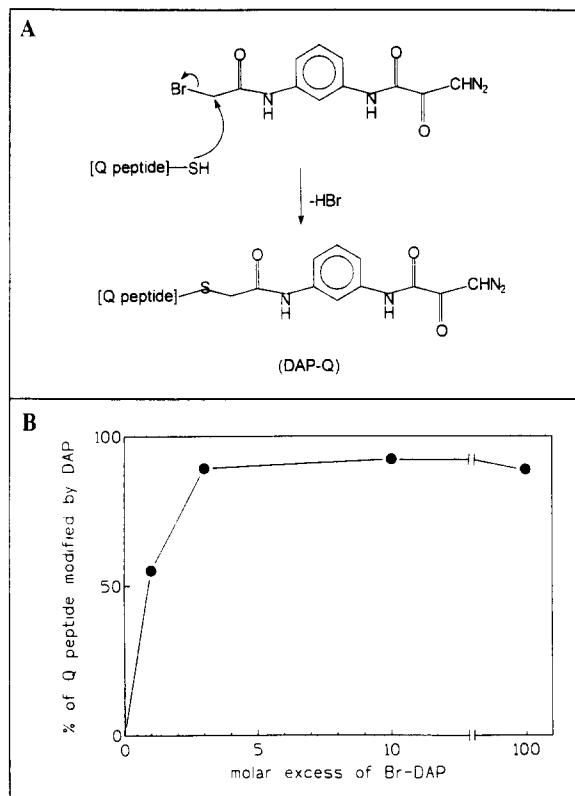 A
O
O
Br
N
H
N
H
CHN₂
O
[Q peptide]
SH
-HBr
O
O
[Q peptide]
S
N
H
N
H
CHN₂
O
(DAP-Q)
B
% of Q peptide modified by DAP
100
50
0
0
5
10
100
molar excess of Br-DAP